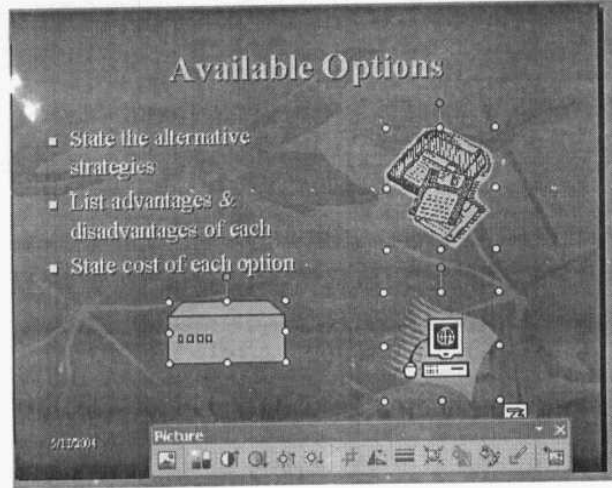 Available Options
▪ State the alternative
strategies
▪ List advantages &
disadvantages of each
▪ State cost of each option
Picture